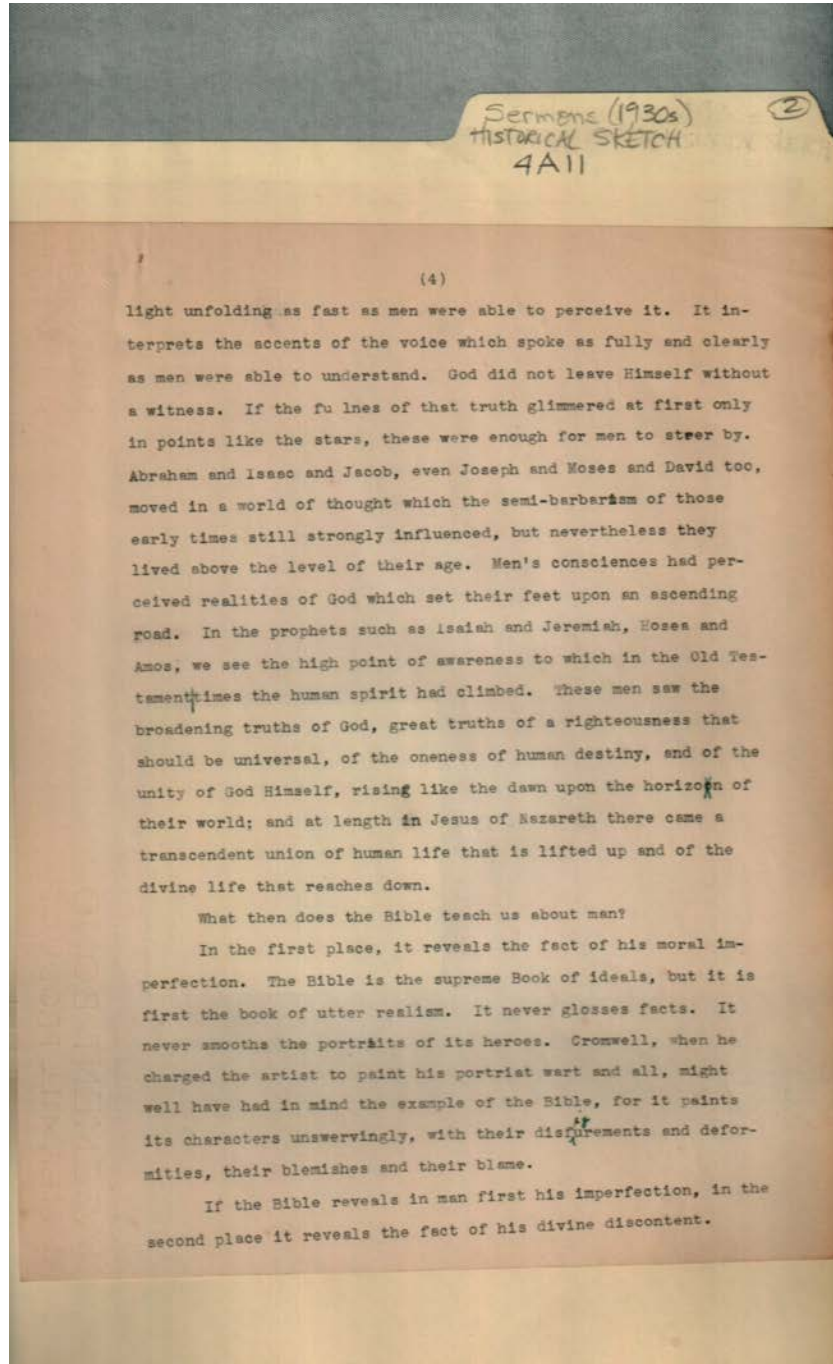 Sermons (1930s) 2
HISTORICAL SKETCH
4A11
(4)
light unfolding as fast as men were able to perceive it. It in-
terprets the accents of the voice which spoke as fully and clearly
as men were able to understand. God did not leave Himself without
a witness. If the fu lnes of that truth glimmered at first only
in points like the stars, these were enough for men to steer by.
Abraham and Isaac and Jacob, even Joseph and Moses and David too,
moved in a world of thought which the semi-barbarism of those
early times still strongly influenced, but nevertheless they
lived above the level of their age. Men's consciences had per-
ceived realities of God which set their feet upon an ascending
road. In the prophets such as Isaiah and Jeremiah, Hosea and
Amos, we see the high point of awareness to which in the Old Tes-
tament times the human spirit had climbed. These men saw the
broadening truths of God, great truths of a righteousness that
should be universal, of the oneness of human destiny, and of the
unity of God Himself, rising like the dawn upon the horizon of
their world; and at length in Jesus of Nazareth there came a
transcendent union of human life that is lifted up and of the
divine life that reaches down.
What then does the Bible teach us about man?
In the first place, it reveals the fact of his moral im-
perfection. The Bible is the supreme Book of ideals, but it is
first the book of utter realism. It never glosses facts. It
never smooths the portraits of its heroes. Cromwell, when he
charged the artist to paint his portriat wart and all, might
well have had in mind the example of the Bible, for it paints
its characters unswervingly, with their and defor-
mities, their blemishes and their blame.
If the Bible reveals in man first his imperfection, in the
second place it reveals the fact of his divine discontent.